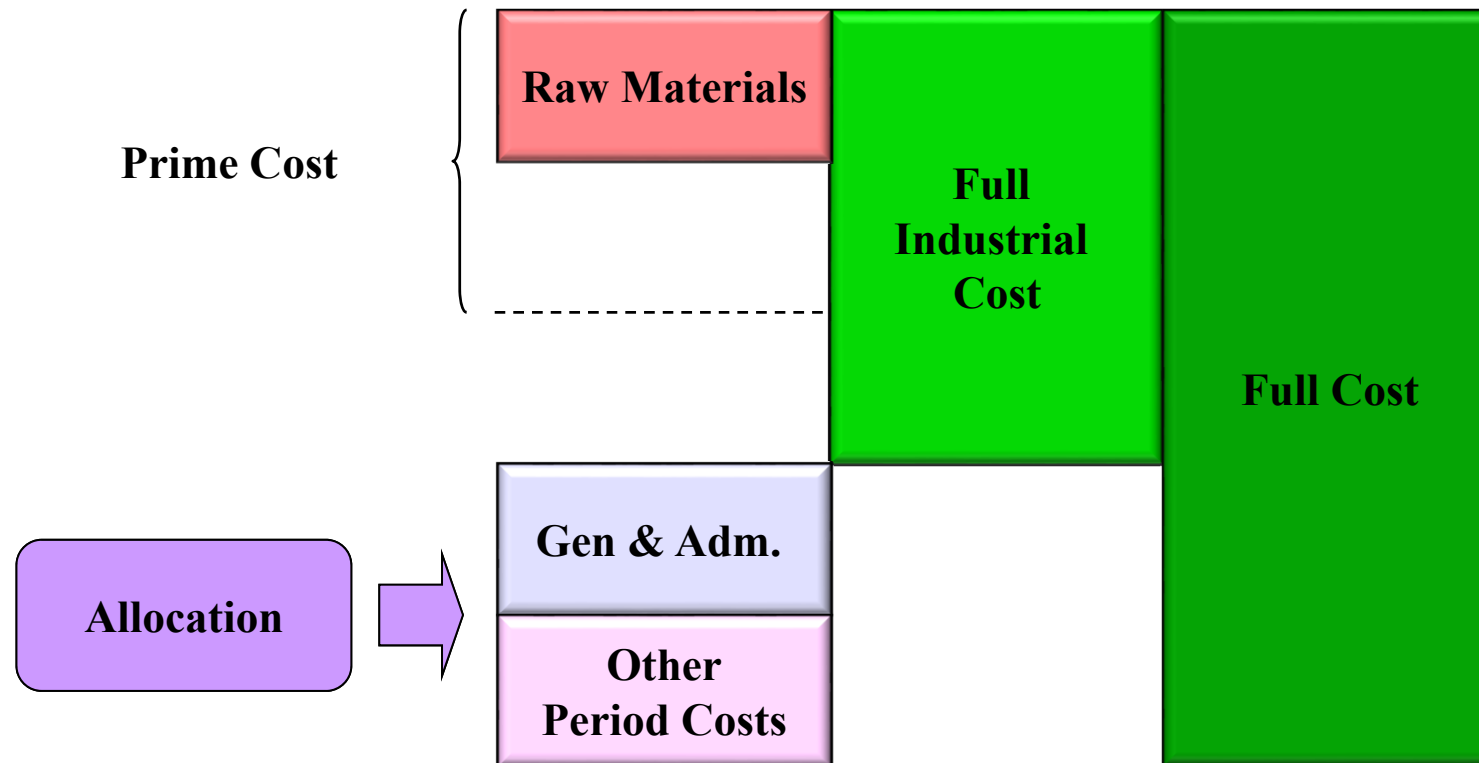 Raw Materials
Prime Cost
Full
Industrial
Cost
Full Cost
Gen & Adm.
Allocation
Other
Period Costs